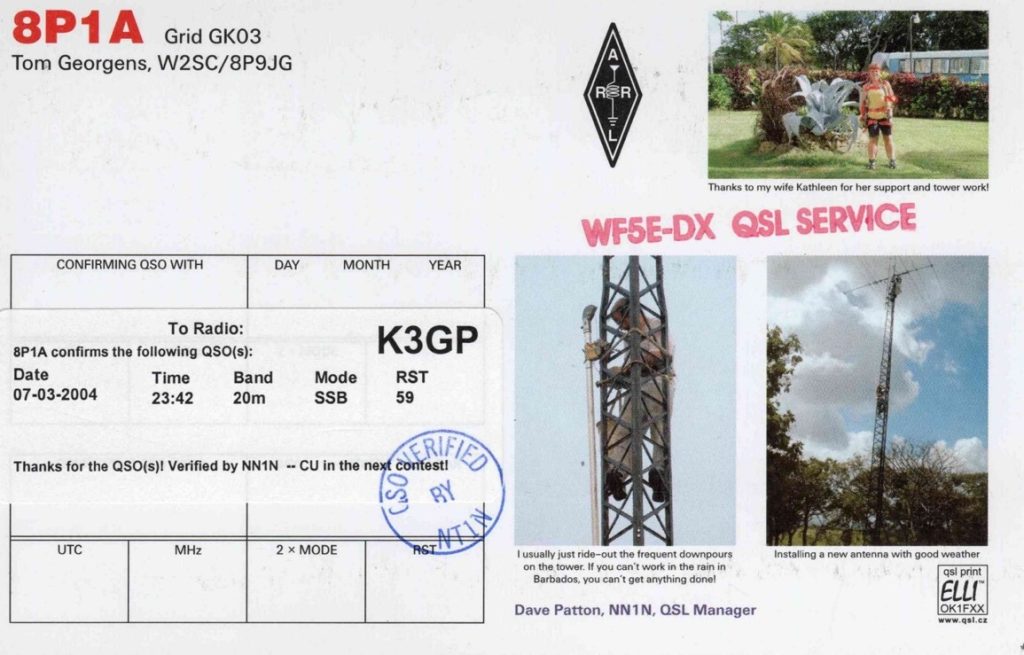 8P1A Grid GK03
Tom Georgens, W2SC/8P9JG
A
R R
L
Thanks to my wife Kathleen for her support and tower work!
WF5E-DX QSL SERVICE
CONFIRMING QSO WITH DAY MONTH YEAR
To Radio: K3GP
8P1A confirms the following QSO(s):
Date Time Band Mode RST
07-03-2004 23:42 20m SSB 59
Thanks for the QSO(s)! Verified by NN1N -- CU in the next contest!
QSO VERIFIED
BY
NT1N
UTC MHz 2 × MODE RST
I usually just ride-out the frequent downpours
on the tower. If you can't work in the rain in
Barbados, you can't get anything done!
Installing a new antenna with good weather
Dave Patton, NN1N, QSL Manager
qsl print
ELLI™
OK1FXX
www.qsl.cz